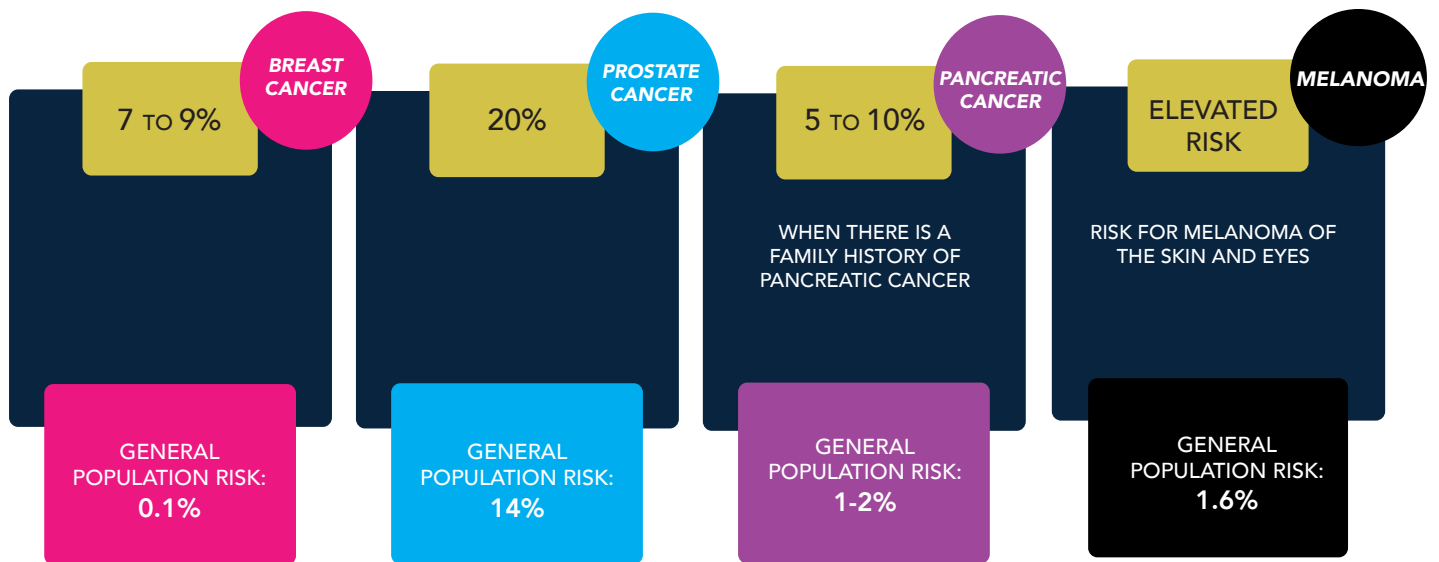 BREAST
CANCER
7 TO 9%
GENERAL
POPULATION RISK:
0.1%
PROSTATE
CANCER
20%
GENERAL
POPULATION RISK:
14%
PANCREATIC
CANCER
5 TO 10%
WHEN THERE IS A
FAMILY HISTORY OF
PANCREATIC CANCER
GENERAL
POPULATION RISK:
1-2%
MELANOMA
ELEVATED
RISK
RISK FOR MELANOMA OF
THE SKIN AND EYES
GENERAL
POPULATION RISK:
1.6%